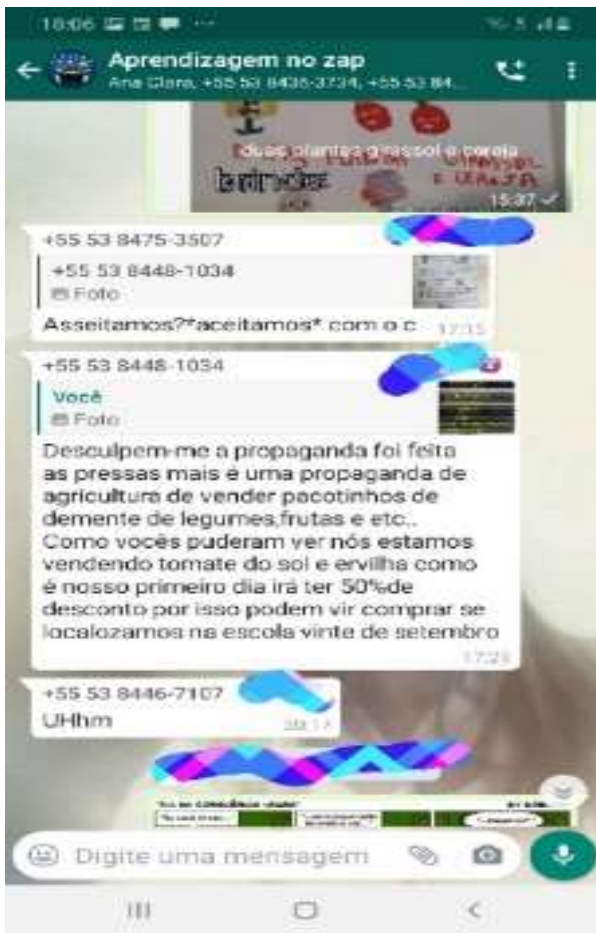 18:06
Aprendizagem no zap
Ana Clara, +55 53 8436-3734, +55 53 84...
duas plantas girassol e cereja
GIRASSOL
E CEREJA
15:37
+55 53 8475-3507
+55 53 8448-1034
Foto
Asseitamos?*aceitamos* com o c 17:15
+55 53 8448-1034
Você
Foto
Desculpem-me a propaganda foi feita
as pressas mais é uma propaganda de
agricultura de vender pacotinhos de
demente de legumes,frutas e etc..
Como vocês puderam ver nós estamos
vendendo tomate do sol e ervilha como
é nosso primeiro dia irá ter 50%de
desconto por isso podem vir comprar se
localozamos na escola vinte de setembro
17:23
+55 53 8446-7107
UHhm
Digite uma mensagem